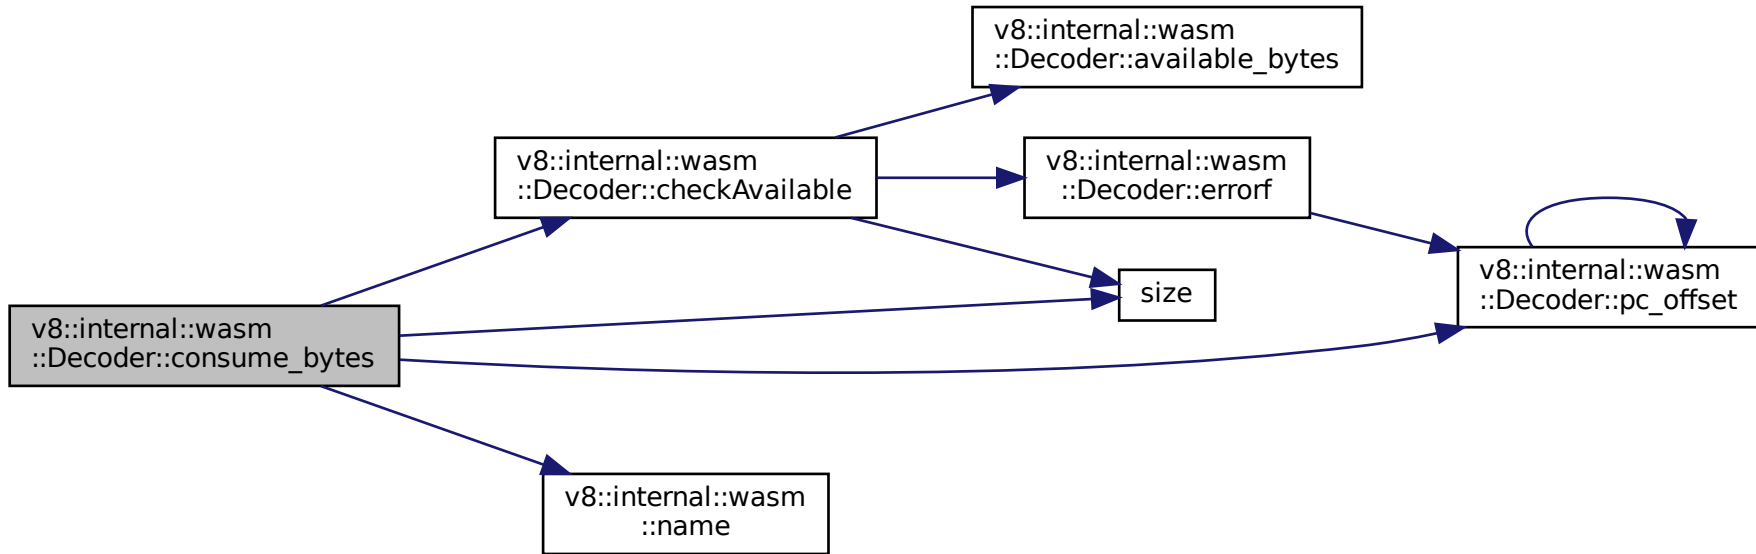 v8::internal::wasm
::Decoder::available_bytes
v8::internal::wasm
::Decoder::checkAvailable
v8::internal::wasm
::Decoder::errorf
size
v8::internal::wasm
::Decoder::pc_offset
v8::internal::wasm
::Decoder::consume_bytes
v8::internal::wasm
::name